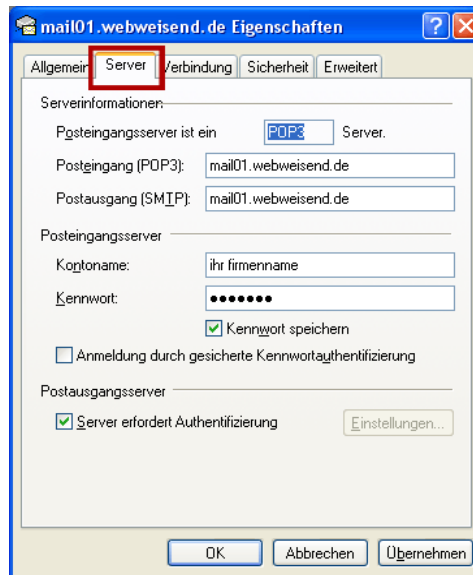 mail01.webweisend.de Eigenschaften
Allgemein Server Verbindung Sicherheit Erweitert
Serverinformationen
Posteingangsserver ist ein POP3 Server.
Posteingang (POP3): mail01.webweisend.de
Postausgang (SMTP): mail01.webweisend.de
Posteingangsserver
Kontoname: ihr firmenname
Kennwort: ●●●●●●●
Kennwort speichern
Anmeldung durch gesicherte Kennwortauthentifizierung
Postausgangsserver
Server erfordert Authentifizierung Einstellungen...
OK Abbrechen Übernehmen